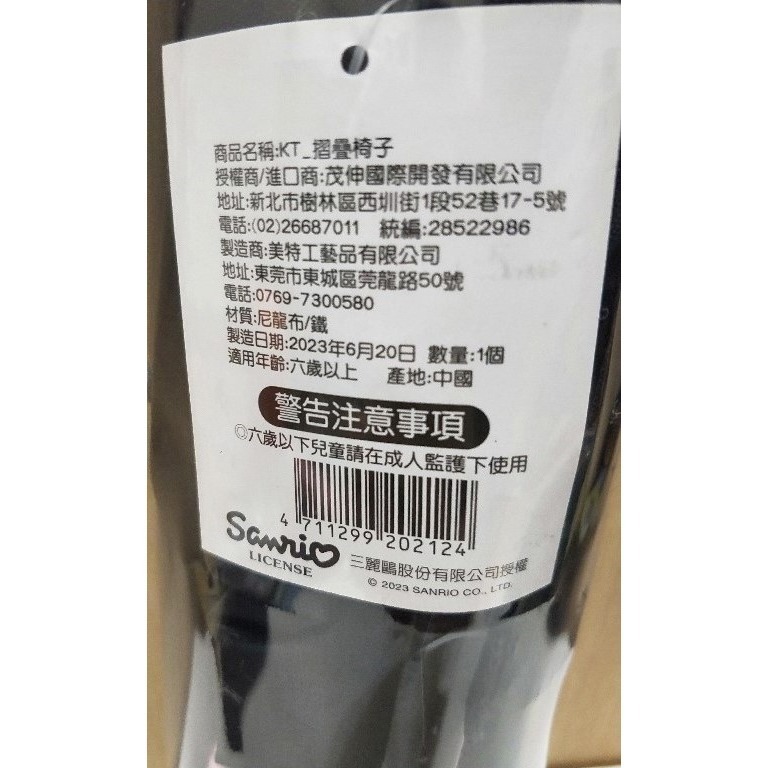 商品名稱:KT_摺疊椅子
授權商/進口商:茂伸國際開發有限公司
地址:新北市樹林區西圳街1段52巷17-5號
電話:(02)26687011 統編:28522986
製造商:美特工藝品有限公司
地址:東莞市東城區莞龍路50號
電話:0769-7300580
材質:尼龍布/鐵
製造日期:2023年6月20日 數量:1個
適用年齡:六歲以上 產地:中國
警告注意事項
◎六歲以下兒童請在成人監護下使用
4 711299 202124
Sanrio
LICENSE
三麗鷗股份有限公司授權
© 2023 SANRIO CO., LTD.